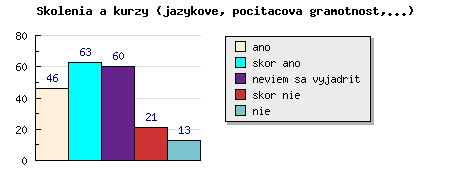 Skolenia a kurzy (jazykove, pocitacova gramotnost,...)
80
60
40
20
0
46
63
60
21
13
ano
skor ano
neviem sa vyjadrit
skor nie
nie